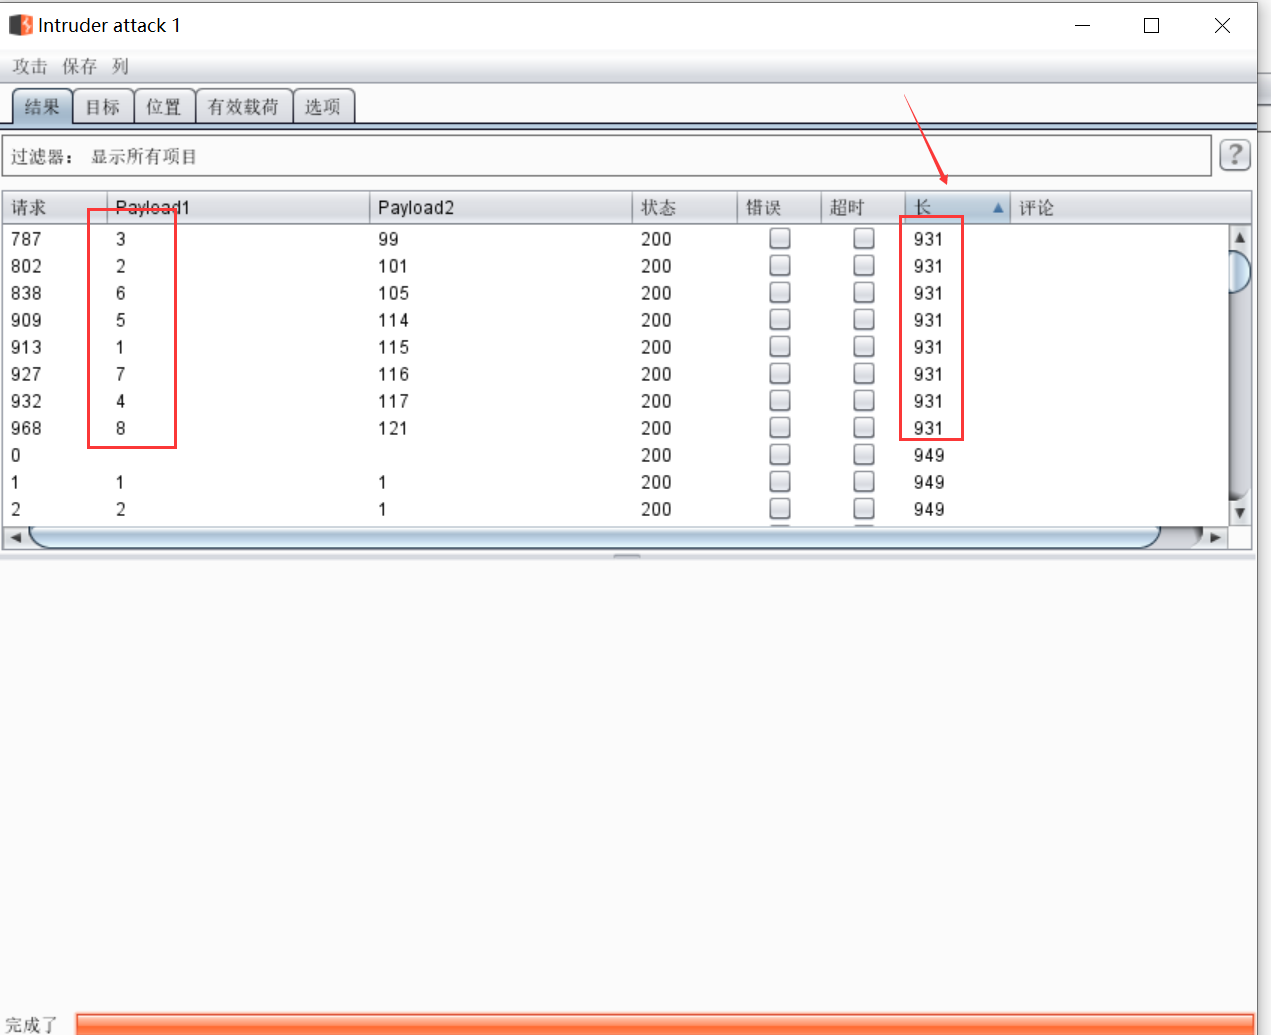 Intruder attack 1
攻击 保存 列
结果 目标 位置 有效载荷 选项
过滤器： 显示所有项目 ?
请求 Payload1 Payload2 状态 错误 超时 长 评论
787 3 99 200 931
802 2 101 200 931
838 6 105 200 931
909 5 114 200 931
913 1 115 200 931
927 7 116 200 931
932 4 117 200 931
968 8 121 200 931
0 200 949
1 1 1 200 949
2 2 1 200 949
完成了